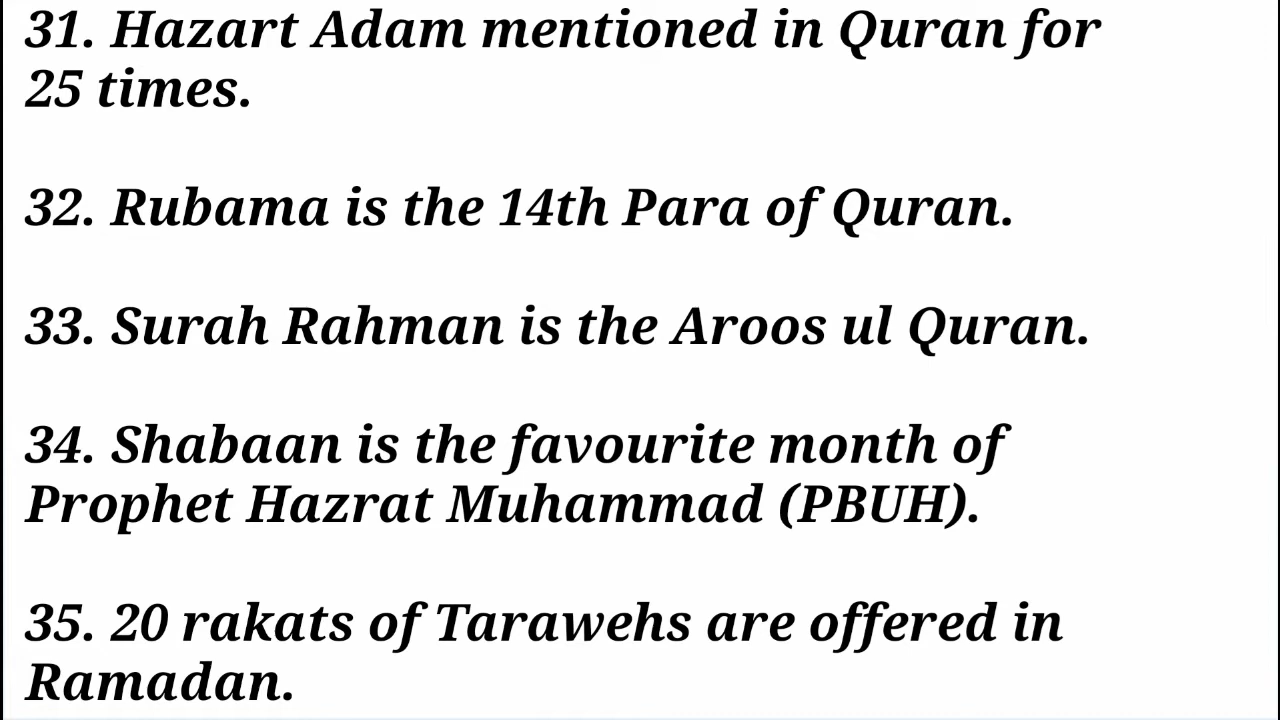 31. Hazart Adam mentioned in Quran for
25 times.
32. Rubama is the 14th Para of Quran.
33. Surah Rahman is the Aroos ul Quran.
34. Shabaan is the favourite month of
Prophet Hazrat Muhammad (PBUH).
35. 20 rakats of Tarawehs are offered in
Ramadan.